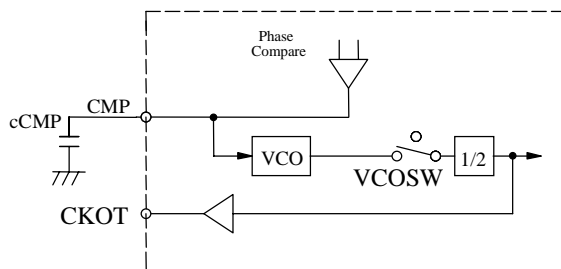 Phase
Compare
CMP
cCMP
VCO
1/2
VCOSW
CKOT